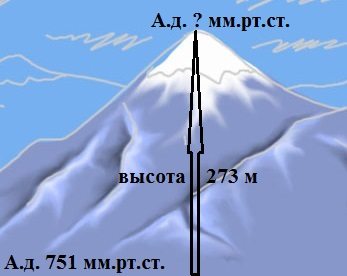 А.д. ? мм.рт.ст.
высота 273 м
А.д. 751 мм.рт.ст.